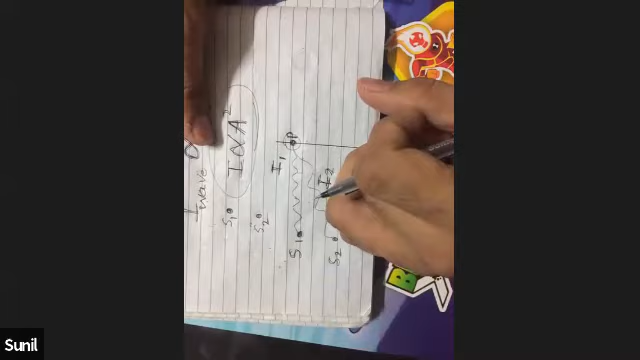 I wave
I α A²
S₁
S₂
I₁
P
I₂
S₁
S₂
Sunil